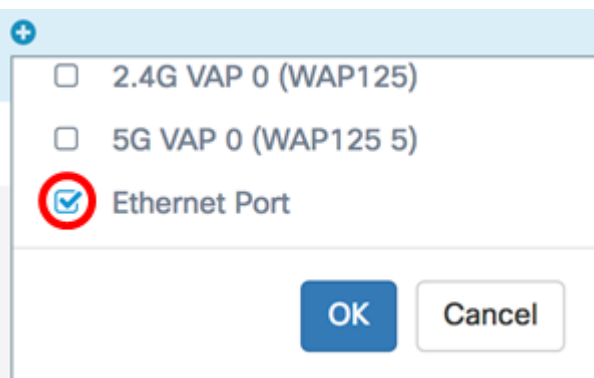 2.4G VAP 0 (WAP125)
5G VAP 0 (WAP125 5)
Ethernet Port
OK Cancel